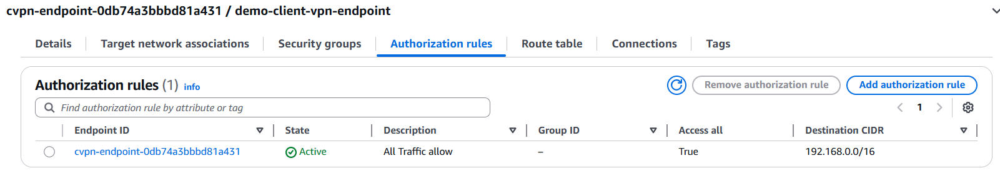 cvpn-endpoint-0db74a3bbbd81a431 / demo-client-vpn-endpoint
Details Target network associations Security groups Authorization rules Route table Connections Tags
Authorization rules (1) info Remove authorization rule Add authorization rule
Find authorization rule by attribute or tag 1
Endpoint ID State Description Group ID Access all Destination CIDR
cvpn-endpoint-0db74a3bbbd81a431 Active All Traffic allow – True 192.168.0.0/16